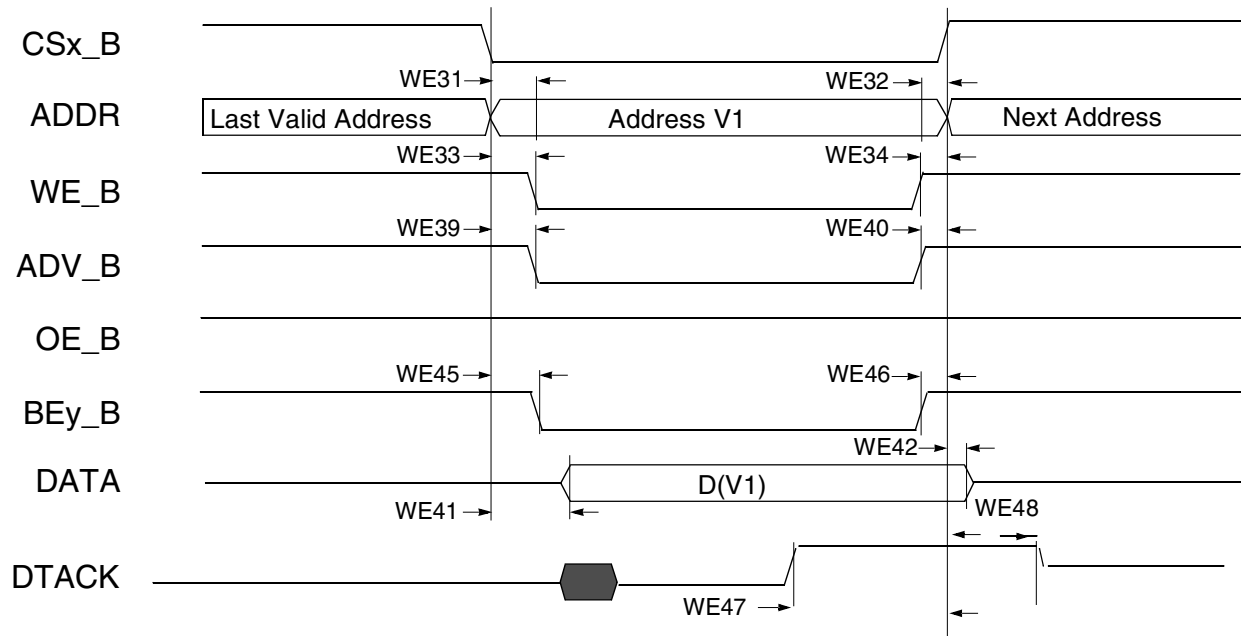 CSx_B
WE31
WE32
ADDR
Last Valid Address
Address V1
Next Address
WE33
WE34
WE_B
WE39
WE40
ADV_B
OE_B
WE45
WE46
BEy_B
WE42
DATA
D(V1)
WE41
WE48
DTACK
WE47